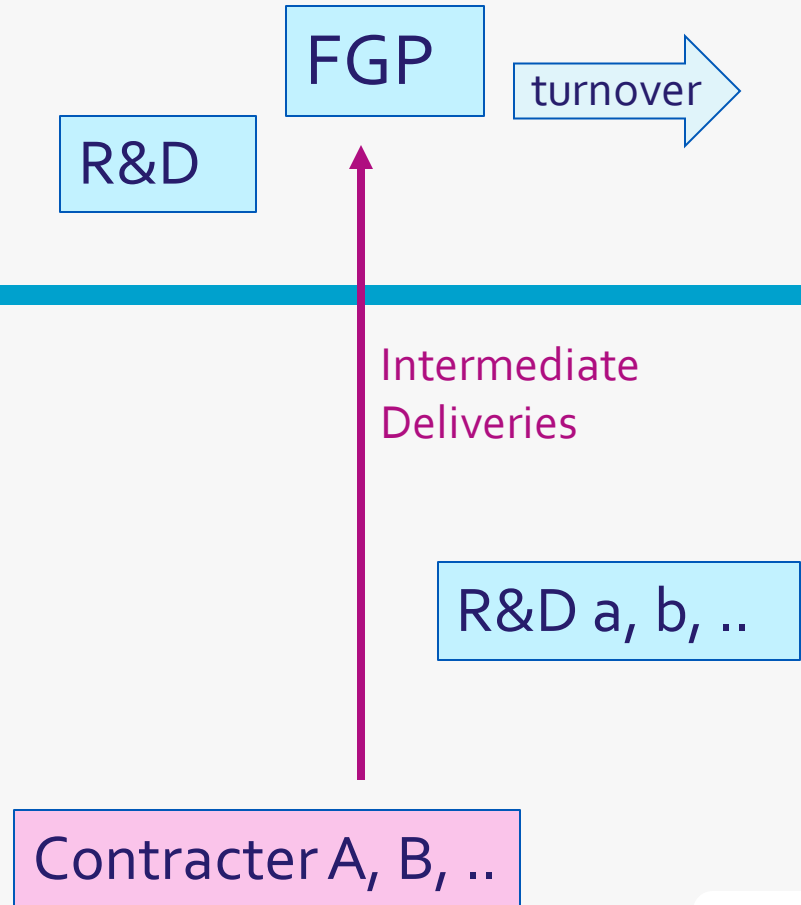 FGP
turnover
R&D
Intermediate
Deliveries
R&D a, b, ..
Contracter A, B, ..